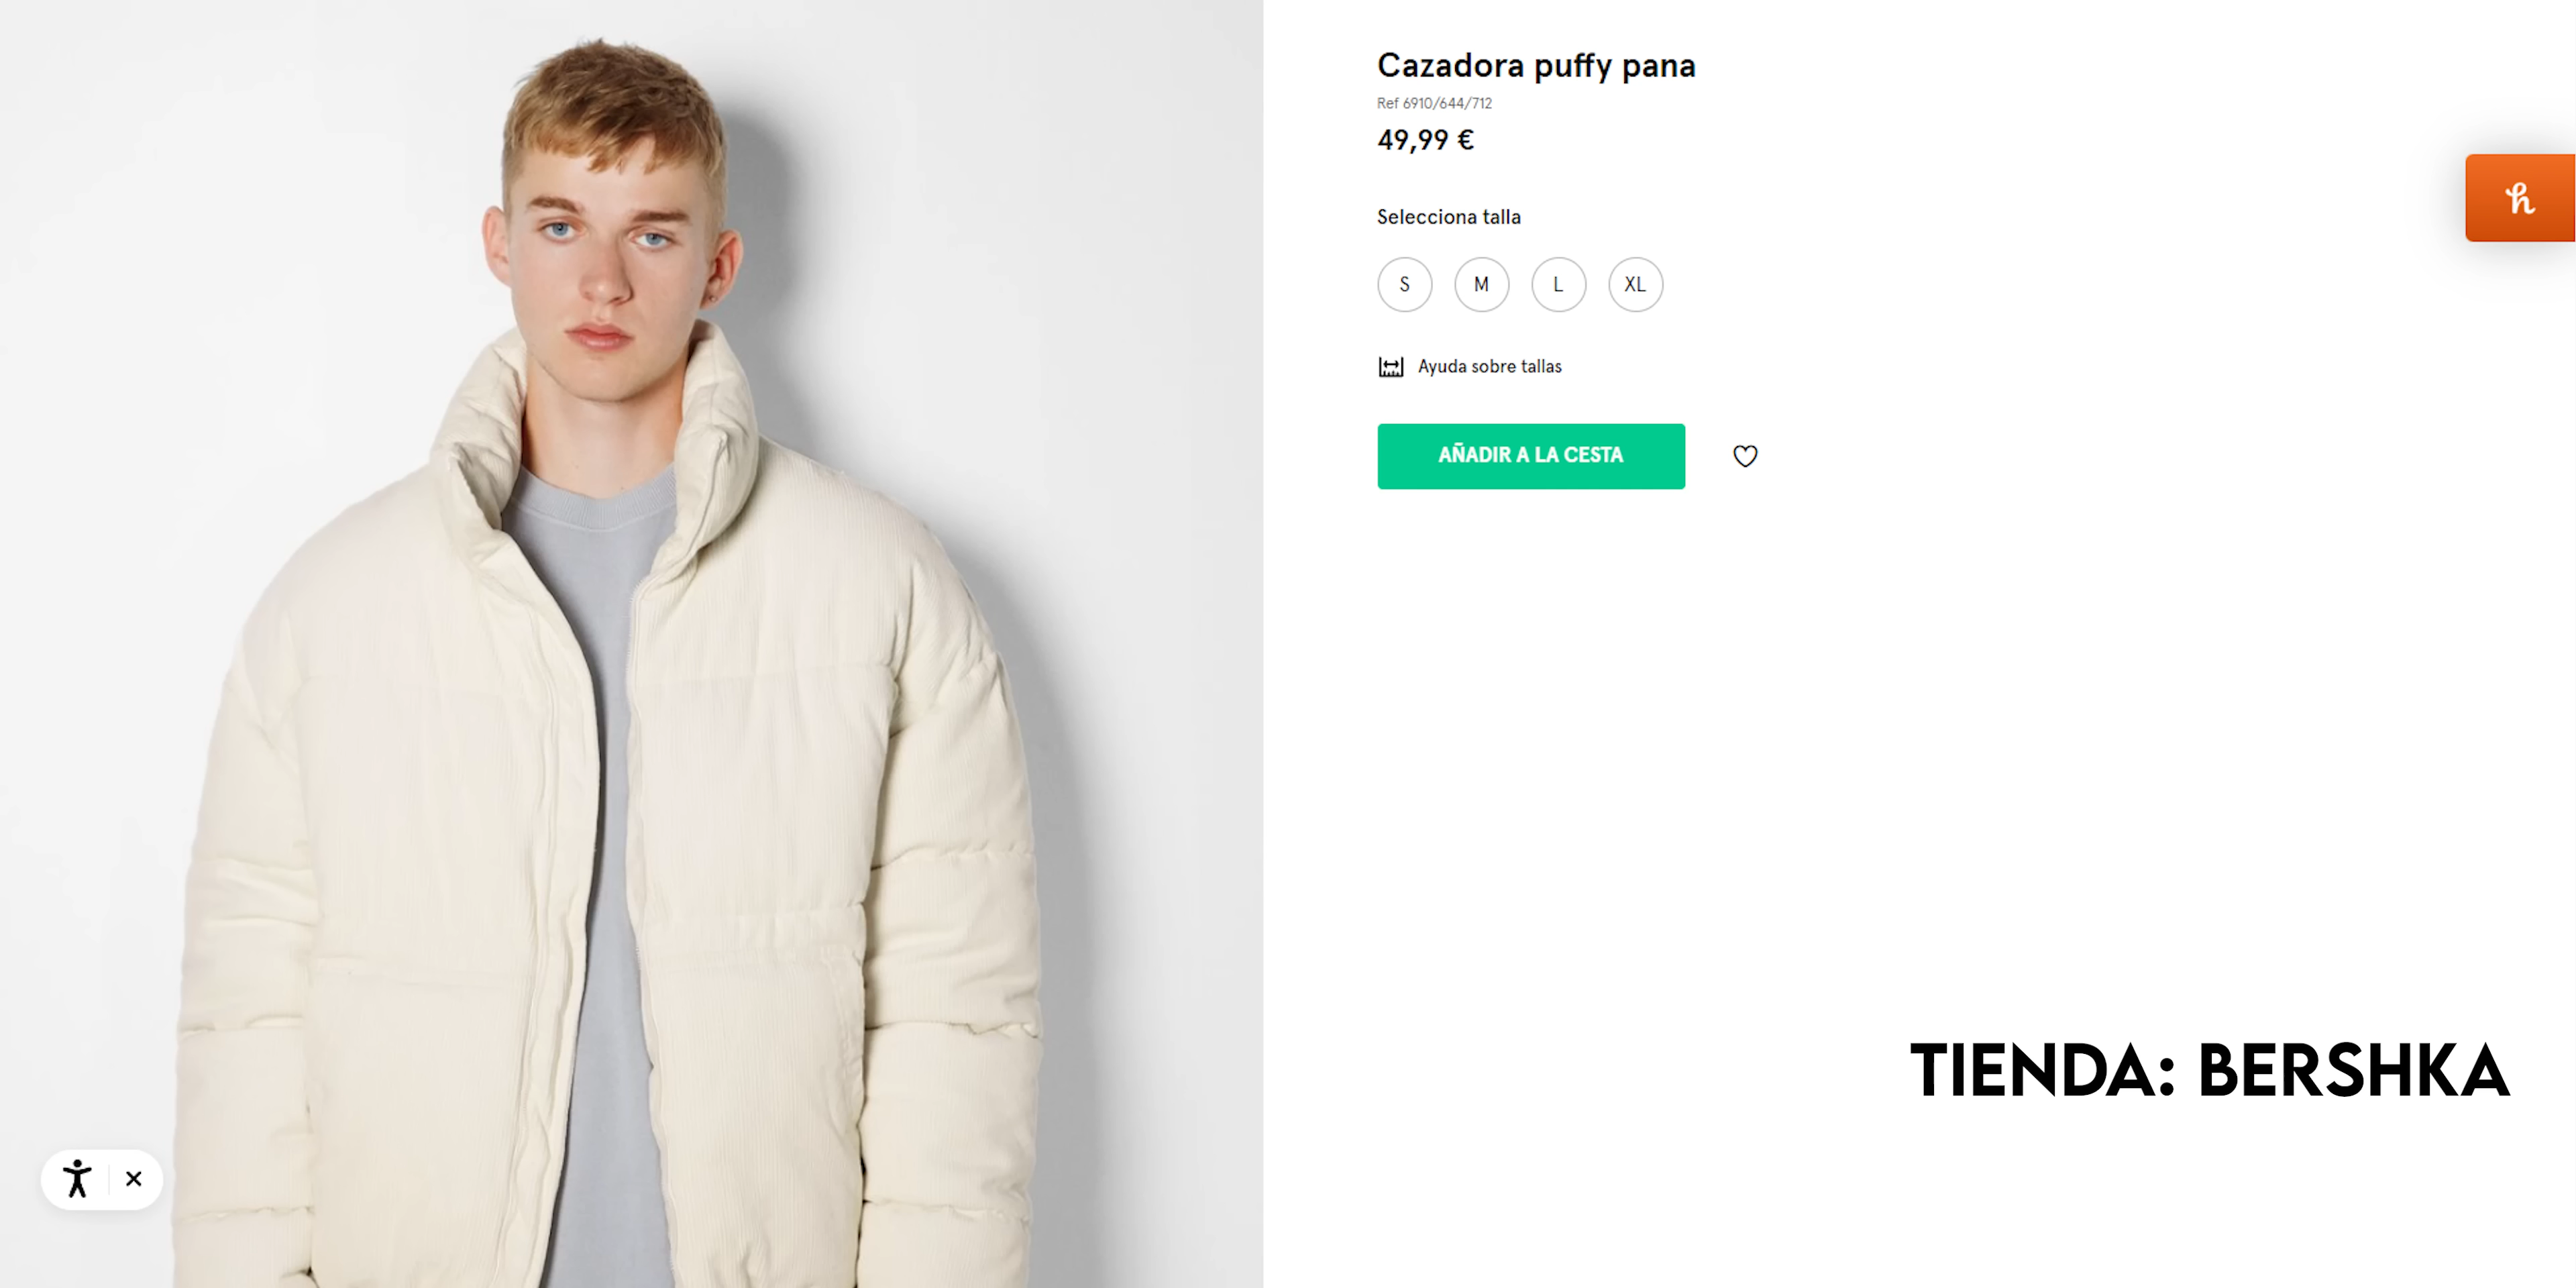 Cazadora puffy pana
Ref 6910/644/712
49,99 €
Selecciona talla
S M L XL
Ayuda sobre tallas
AÑADIR A LA CESTA
TIENDA: BERSHKA